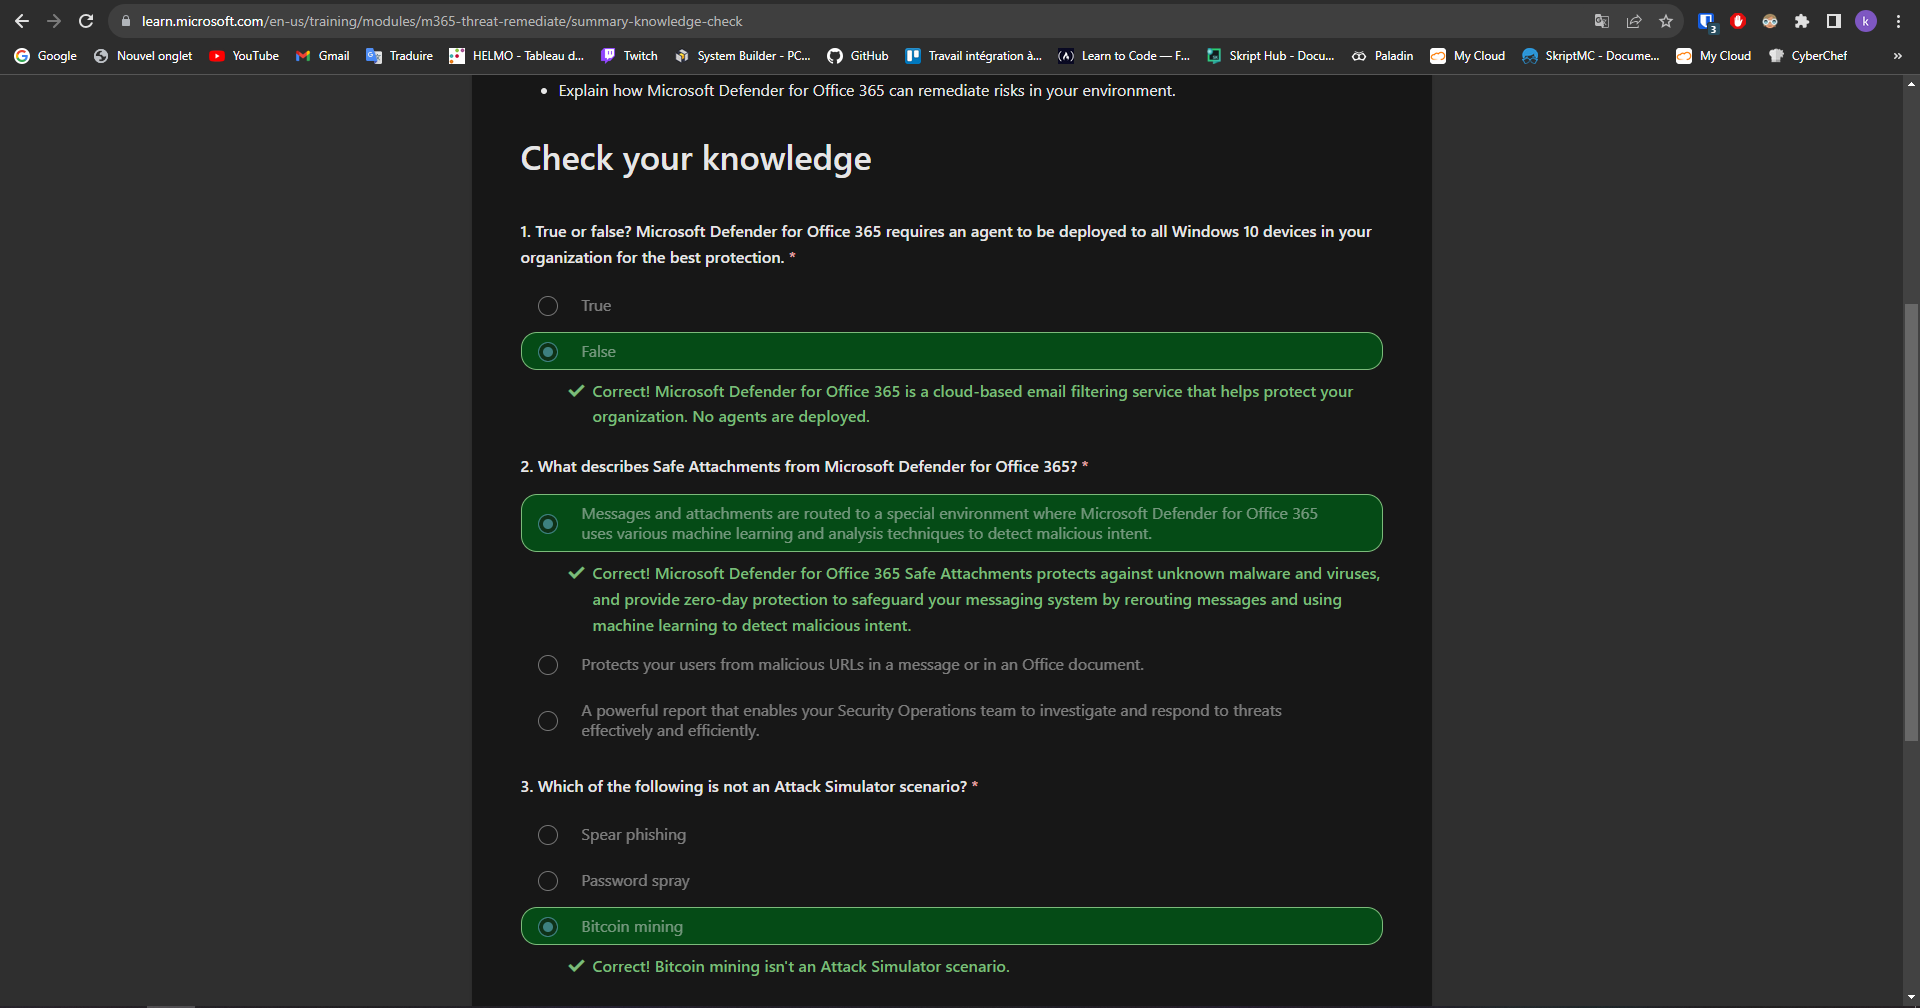 learn.microsoft.com/en-us/training/modules/m365-threat-remediate/summary-knowledge-check
3
k
Google Nouvel onglet YouTube Gmail Traduire HELMO - Tableau d... Twitch System Builder - PC... GitHub Travail intégration à... Learn to Code — F... Skript Hub - Docu... Paladin My Cloud SkriptMC - Docume... My Cloud CyberChef »
Explain how Microsoft Defender for Office 365 can remediate risks in your environment.
Check your knowledge
1. True or false? Microsoft Defender for Office 365 requires an agent to be deployed to all Windows 10 devices in your
organization for the best protection. *
True
False
Correct! Microsoft Defender for Office 365 is a cloud-based email filtering service that helps protect your
organization. No agents are deployed.
2. What describes Safe Attachments from Microsoft Defender for Office 365? *
Messages and attachments are routed to a special environment where Microsoft Defender for Office 365
uses various machine learning and analysis techniques to detect malicious intent.
Correct! Microsoft Defender for Office 365 Safe Attachments protects against unknown malware and viruses,
and provide zero-day protection to safeguard your messaging system by rerouting messages and using
machine learning to detect malicious intent.
Protects your users from malicious URLs in a message or in an Office document.
A powerful report that enables your Security Operations team to investigate and respond to threats
effectively and efficiently.
3. Which of the following is not an Attack Simulator scenario? *
Spear phishing
Password spray
Bitcoin mining
Correct! Bitcoin mining isn't an Attack Simulator scenario.